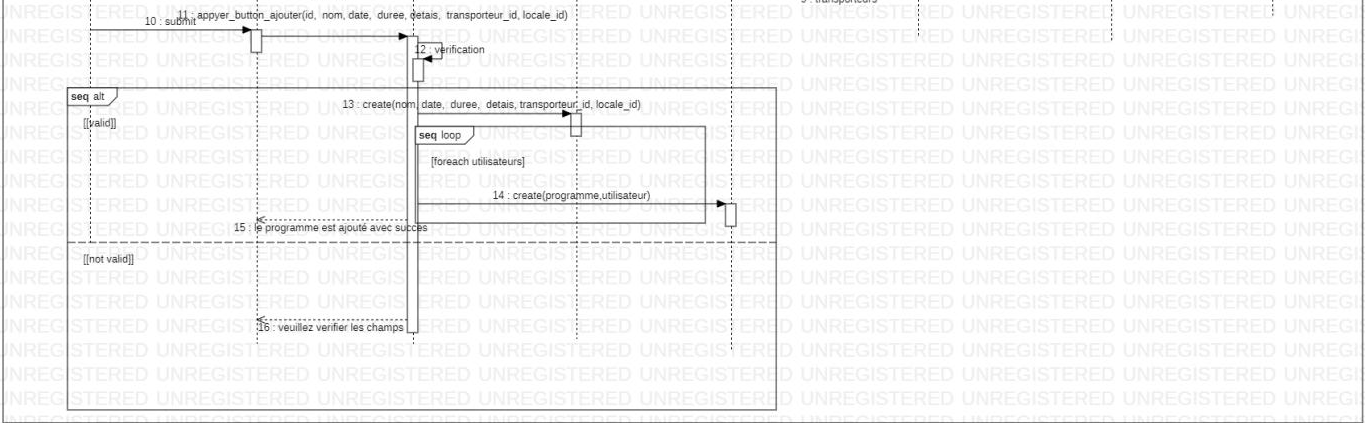 9 : transporteurs
11 : appyer_button_ajouter(id, nom, date, duree, detais, transporteur_id, locale_id)
10 : submit
12 : verification
seq alt
13 : create(nom, date, duree, detais, transporteur_id, locale_id)
[[valid]]
seq loop
[foreach utilisateurs]
14 : create(programme,utilisateur)
15 : le programme est ajouté avec succes
[[not valid]]
16 : veuillez verifier les champs
UNREGISTERED UNREGISTERED UNREGISTERED UNREGISTERED UNREGISTERED UNREGISTERED UNREGISTERED